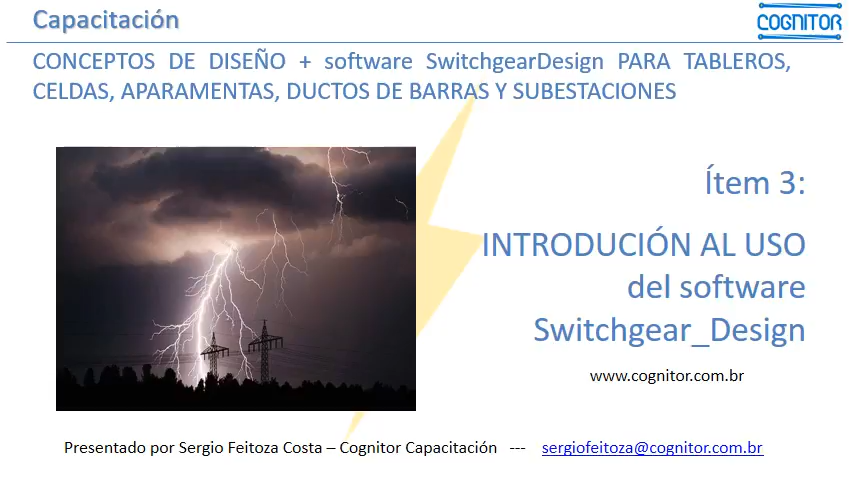 Capacitación
COGNITOR
CONCEPTOS DE DISEÑO + software SwitchgearDesign PARA TABLEROS,
CELDAS, APARAMENTAS, DUCTOS DE BARRAS Y SUBESTACIONES
Ítem 3:
INTRODUCIÓN AL USO
del software
Switchgear_Design
www.cognitor.com.br
Presentado por Sergio Feitoza Costa – Cognitor Capacitación --- sergiofeitoza@cognitor.com.br